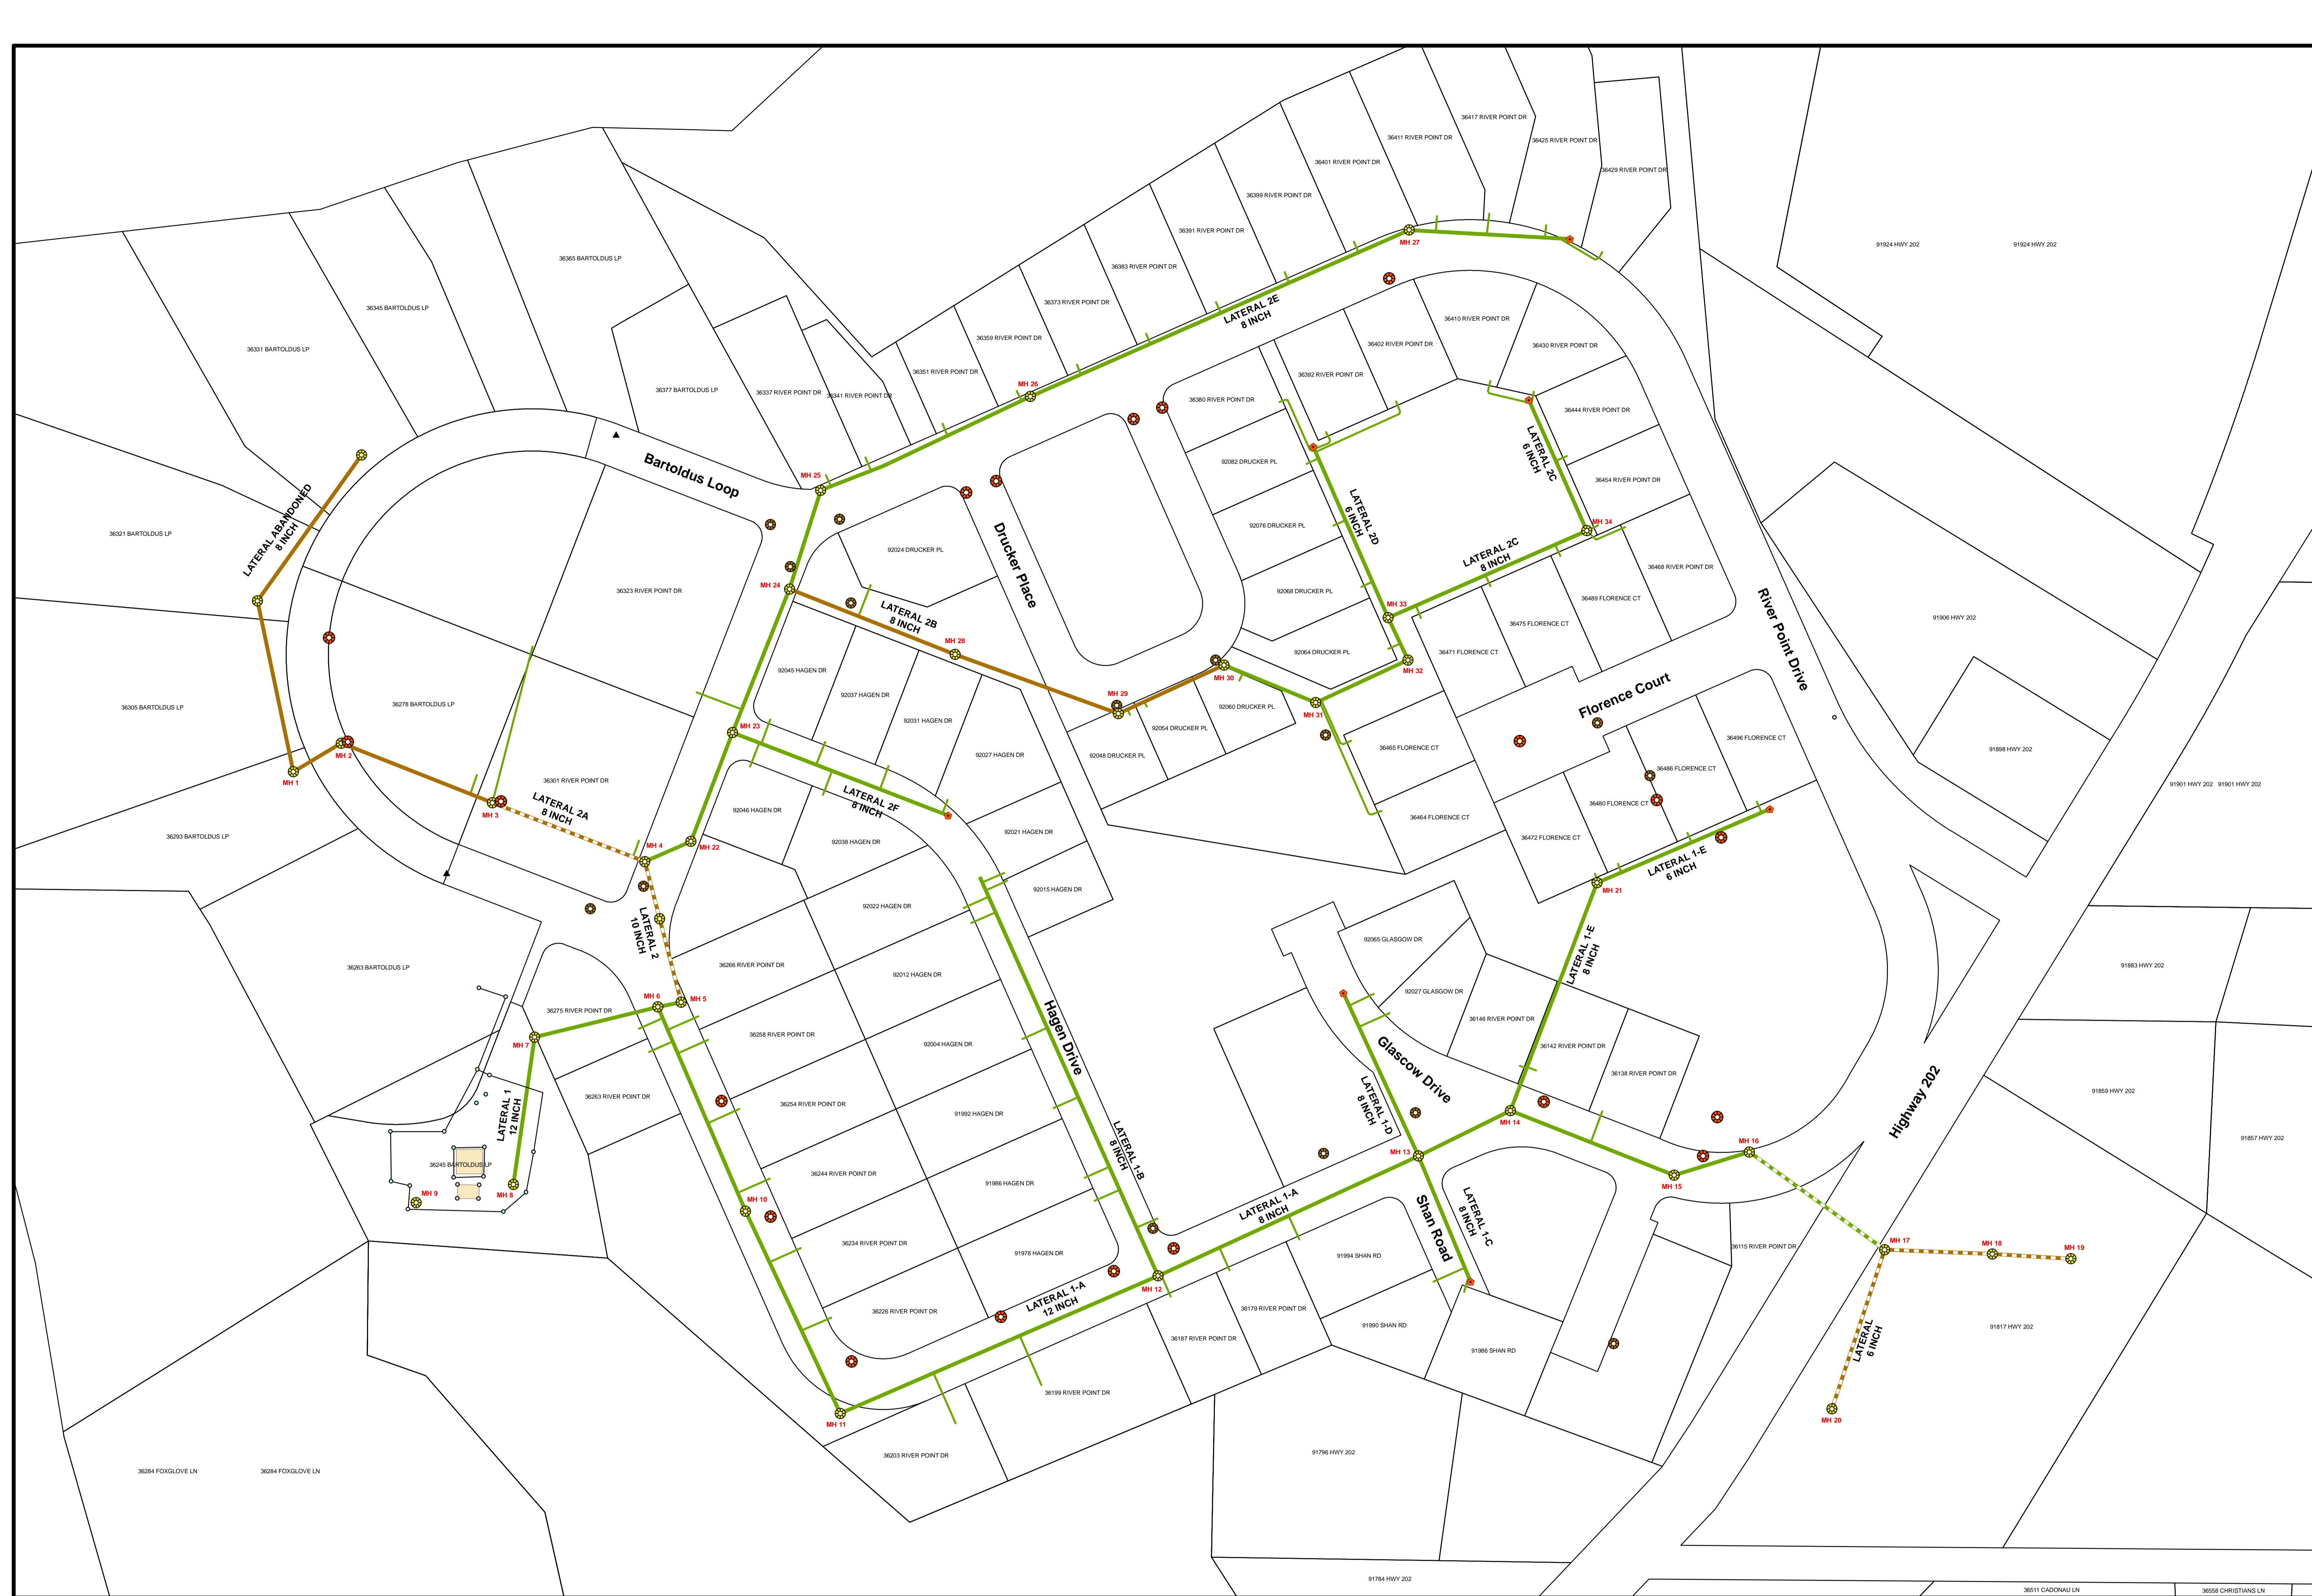 36417 RIVER POINT DR
36411 RIVER POINT DR
36425 RIVER POINT DR
36401 RIVER POINT DR
36429 RIVER POINT DR
36399 RIVER POINT DR
36391 RIVER POINT DR
MH 27
91924 HWY 202
91924 HWY 202
36365 BARTOLDUS LP
36383 RIVER POINT DR
36345 BARTOLDUS LP
36373 RIVER POINT DR
LATERAL 2E
8 INCH
36410 RIVER POINT DR
36359 RIVER POINT DR
36402 RIVER POINT DR
36430 RIVER POINT DR
36331 BARTOLDUS LP
36351 RIVER POINT DR
36392 RIVER POINT DR
36377 BARTOLDUS LP
36337 RIVER POINT DR
36341 RIVER POINT DR
MH 26
36380 RIVER POINT DR
36444 RIVER POINT DR
Bartoldus Loop
MH 25
92082 DRUCKER PL
LATERAL 2C
6 INCH
36454 RIVER POINT DR
LATERAL ABANDONED
8 INCH
LATERAL 2D
6 INCH
MH 34
92076 DRUCKER PL
36321 BARTOLDUS LP
92024 DRUCKER PL
Drucker Place
LATERAL 2C
8 INCH
36468 RIVER POINT DR
36323 RIVER POINT DR
MH 24
92068 DRUCKER PL
36489 FLORENCE CT
LATERAL 2B
8 INCH
MH 33
36475 FLORENCE CT
River Point Drive
91906 HWY 202
MH 28
92064 DRUCKER PL
36471 FLORENCE CT
92045 HAGEN DR
MH 30
MH 32
36278 BARTOLDUS LP
36305 BARTOLDUS LP
92037 HAGEN DR
MH 29
92060 DRUCKER PL
MH 31
Florence Court
92031 HAGEN DR
92054 DRUCKER PL
MH 23
36496 FLORENCE CT
92027 HAGEN DR
92048 DRUCKER PL
36465 FLORENCE CT
91898 HWY 202
MH 2
36486 FLORENCE CT
36301 RIVER POINT DR
MH 1
91901 HWY 202
91901 HWY 202
LATERAL 2A
8 INCH
LATERAL 2F
8 INCH
36480 FLORENCE CT
MH 3
92046 HAGEN DR
36464 FLORENCE CT
92021 HAGEN DR
36293 BARTOLDUS LP
36472 FLORENCE CT
92038 HAGEN DR
MH 4
MH 22
LATERAL 1-E
6 INCH
92015 HAGEN DR
MH 21
92022 HAGEN DR
LATERAL 2
10 INCH
92065 GLASGOW DR
LATERAL 1-E
8 INCH
36263 BARTOLDUS LP
36266 RIVER POINT DR
91883 HWY 202
92012 HAGEN DR
92027 GLASGOW DR
MH 6
MH 5
36275 RIVER POINT DR
36146 RIVER POINT DR
Hagen Drive
36258 RIVER POINT DR
92004 HAGEN DR
MH 7
36142 RIVER POINT DR
Glascow Drive
36138 RIVER POINT DR
91859 HWY 202
36263 RIVER POINT DR
36254 RIVER POINT DR
LATERAL 1-D
8 INCH
Highway 202
LATERAL 1
12 INCH
91992 HAGEN DR
MH 14
91857 HWY 202
LATERAL 1-B
8 INCH
MH 16
MH 13
36245 BARTOLDUS LP
36244 RIVER POINT DR
91986 HAGEN DR
MH 15
MH 9
MH 8
MH 10
LATERAL 1-A
8 INCH
Shan Road
LATERAL 1-C
8 INCH
36234 RIVER POINT DR
91978 HAGEN DR
91994 SHAN RD
36115 RIVER POINT DR
MH 17
MH 18
MH 19
MH 12
LATERAL 1-A
12 INCH
36226 RIVER POINT DR
36179 RIVER POINT DR
91990 SHAN RD
91817 HWY 202
36187 RIVER POINT DR
LATERAL
6 INCH
91986 SHAN RD
36199 RIVER POINT DR
MH 11
MH 20
36203 RIVER POINT DR
91796 HWY 202
36284 FOXGLOVE LN
36284 FOXGLOVE LN
91784 HWY 202
36511 CADONAU LN
36558 CHRISTIANS LN